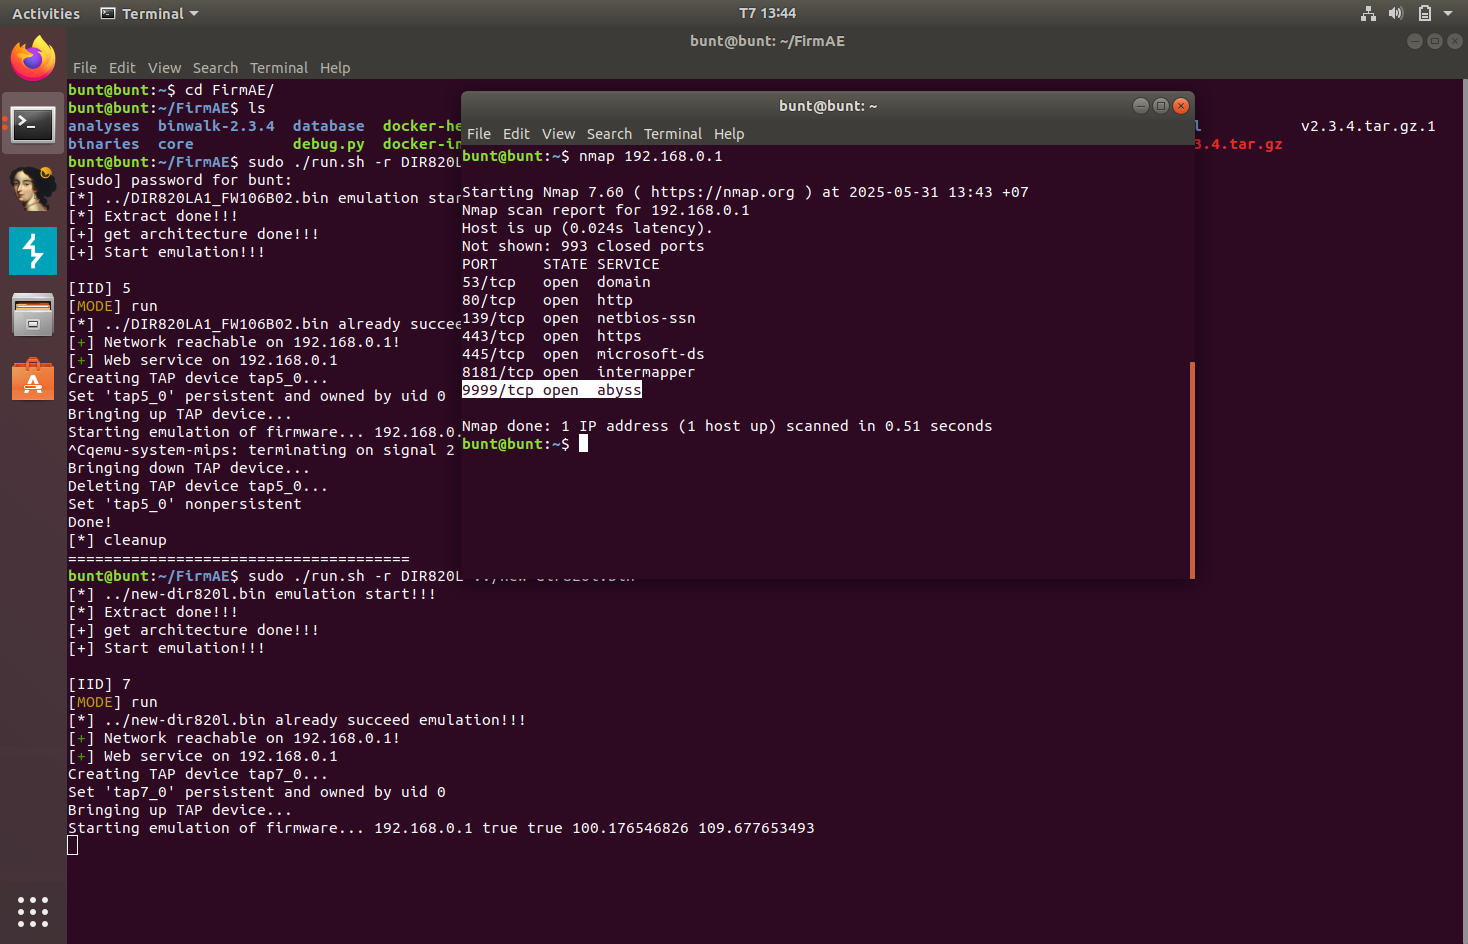 Activities Terminal T7 13:44
bunt@bunt: ~/FirmAE
File Edit View Search Terminal Help
bunt@bunt:~$ cd FirmAE/
bunt@bunt:~/FirmAE$ ls
analyses binwalk-2.3.4 database docker-he l v2.3.4.tar.gz.1
binaries core debug.py docker-in 3.4.tar.gz
bunt@bunt:~/FirmAE$ sudo ./run.sh -r DIR820L
[sudo] password for bunt:
[*] ../DIR820LA1_FW106B02.bin emulation star
[*] Extract done!!!
[+] get architecture done!!!
[+] Start emulation!!!
[IID] 5
[MODE] run
[*] ../DIR820LA1_FW106B02.bin already succee
[+] Network reachable on 192.168.0.1!
[+] Web service on 192.168.0.1
Creating TAP device tap5_0...
Set 'tap5_0' persistent and owned by uid 0
Bringing up TAP device...
Starting emulation of firmware... 192.168.0.
^Cqemu-system-mips: terminating on signal 2
Bringing down TAP device...
Deleting TAP device tap5_0...
Set 'tap5_0' nonpersistent
Done!
[*] cleanup
======================================
bunt@bunt:~/FirmAE$ sudo ./run.sh -r DIR820L ../new-dir820l.bin
[*] ../new-dir820l.bin emulation start!!!
[*] Extract done!!!
[+] get architecture done!!!
[+] Start emulation!!!
[IID] 7
[MODE] run
[*] ../new-dir820l.bin already succeed emulation!!!
[+] Network reachable on 192.168.0.1!
[+] Web service on 192.168.0.1
Creating TAP device tap7_0...
Set 'tap7_0' persistent and owned by uid 0
Bringing up TAP device...
Starting emulation of firmware... 192.168.0.1 true true 100.176546826 109.677653493
bunt@bunt: ~
File Edit View Search Terminal Help
bunt@bunt:~$ nmap 192.168.0.1
Starting Nmap 7.60 ( https://nmap.org ) at 2025-05-31 13:43 +07
Nmap scan report for 192.168.0.1
Host is up (0.024s latency).
Not shown: 993 closed ports
PORT STATE SERVICE
53/tcp open domain
80/tcp open http
139/tcp open netbios-ssn
443/tcp open https
445/tcp open microsoft-ds
8181/tcp open intermapper
9999/tcp open abyss
Nmap done: 1 IP address (1 host up) scanned in 0.51 seconds
bunt@bunt:~$